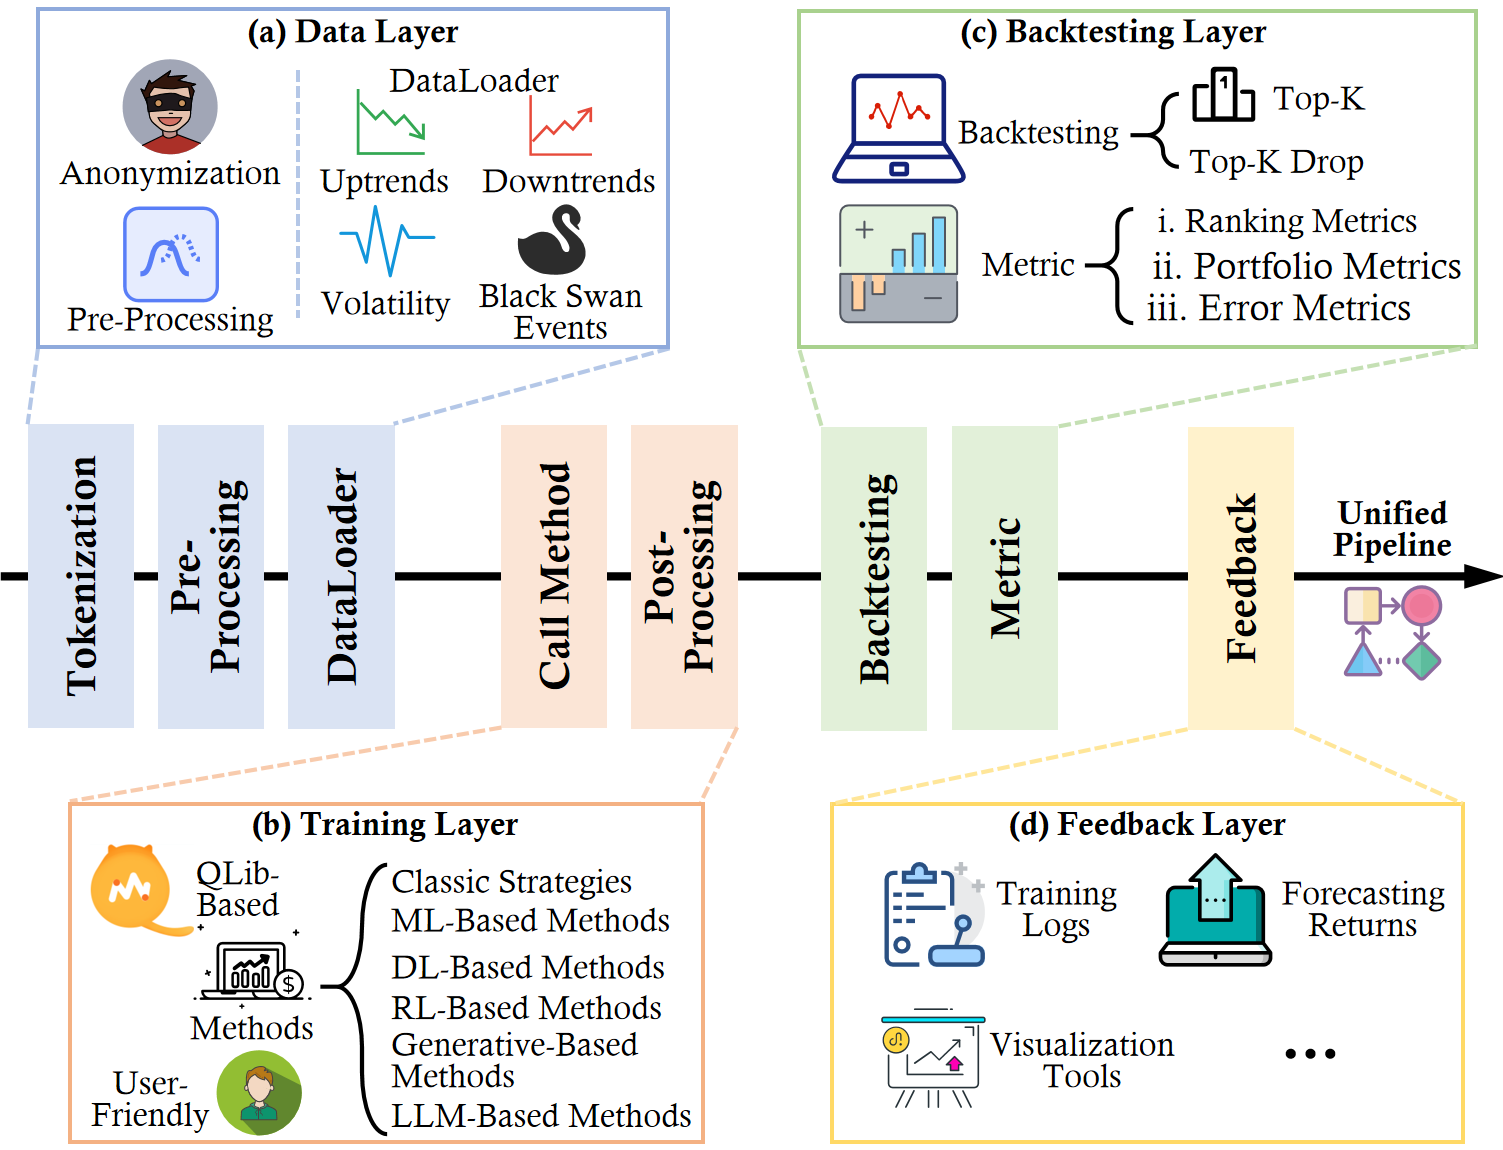 (a) Data Layer
DataLoader
Anonymization
Uptrends
Downtrends
Pre-Processing
Volatility
Black Swan
Events
(c) Backtesting Layer
1
Backtesting
Top-K
Top-K Drop
Metric
i. Ranking Metrics
ii. Portfolio Metrics
iii. Error Metrics
Tokenization
Pre-
Processing
DataLoader
Call Method
Post-
Processing
Backtesting
Metric
Feedback
Unified
Pipeline
(b) Training Layer
QLib-
Based
$
Methods
User-
Friendly
Classic Strategies
ML-Based Methods
DL-Based Methods
RL-Based Methods
Generative-Based
Methods
LLM-Based Methods
(d) Feedback Layer
Training
Logs
Forecasting
Returns
Visualization
Tools
...